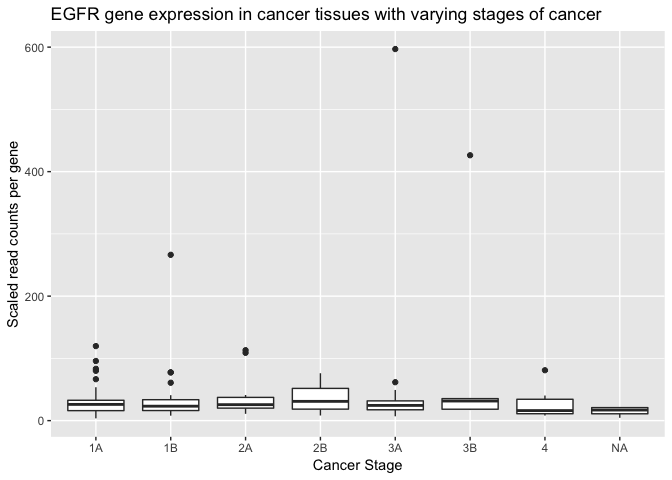 EGFR gene expression in cancer tissues with varying stages of cancer
600
400
200
0
Scaled read counts per gene
1A 1B 2A 2B 3A 3B 4 NA
Cancer Stage